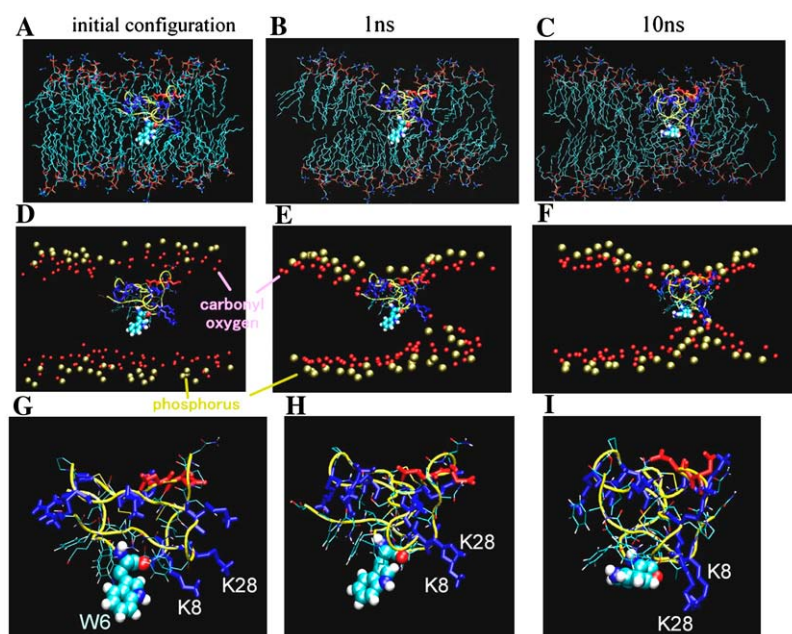 A
initial configuration
B
1ns
C
10ns
D
E
F
carbonyl
oxygen
phosphorus
G
H
I
K28
K8
W6
K28
K8
K8
K28